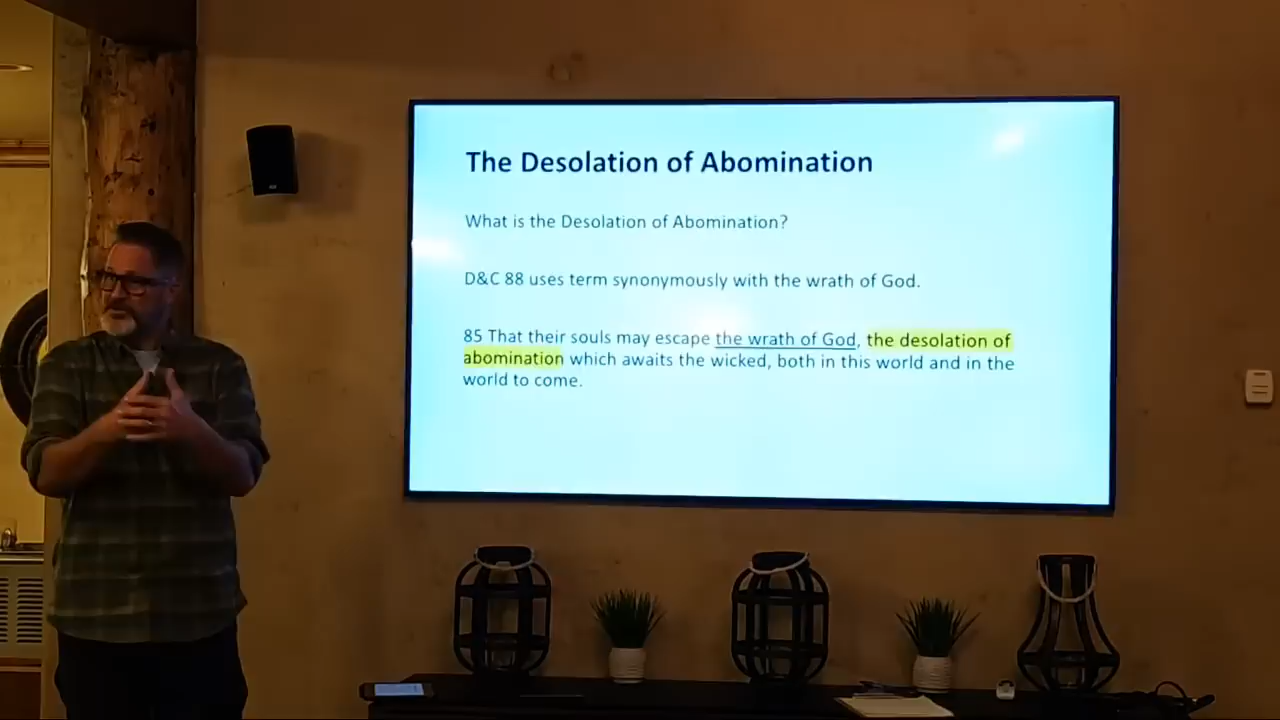 The Desolation of Abomination
What is the Desolation of Abomination?
D&C 88 uses term synonymously with the wrath of God.
85 That their souls may escape the wrath of God, the desolation of
abomination which awaits the wicked, both in this world and in the
world to come.